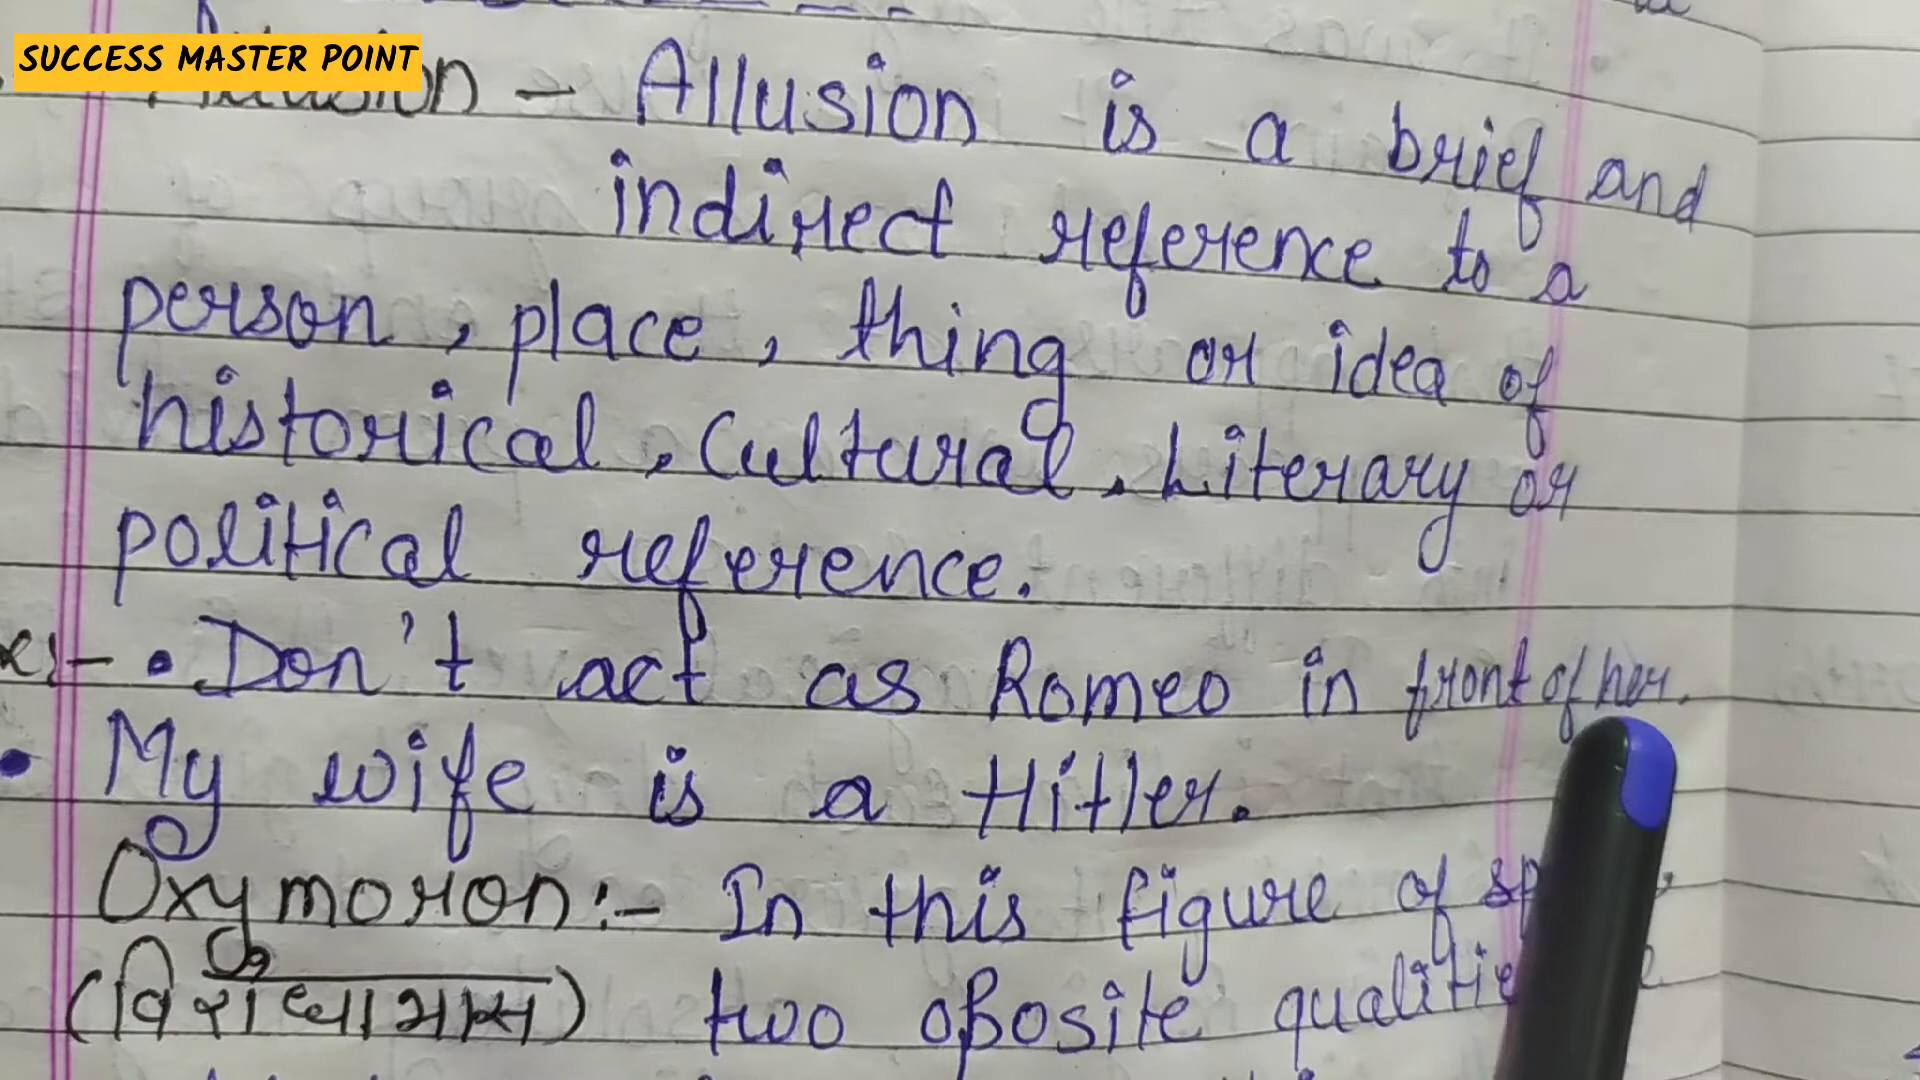 SUCCESS MASTER POINT
Allusion - Allusion is a brief and
indirect reference to a
person, place, thing or idea of
historical, Cultural, Literary or
political reference.
Ex:- • Don't act as Romeo in front of her.
• My wife is a Hitler.
Oxymoron:- In this figure of
(विरोधाभास) two oposite